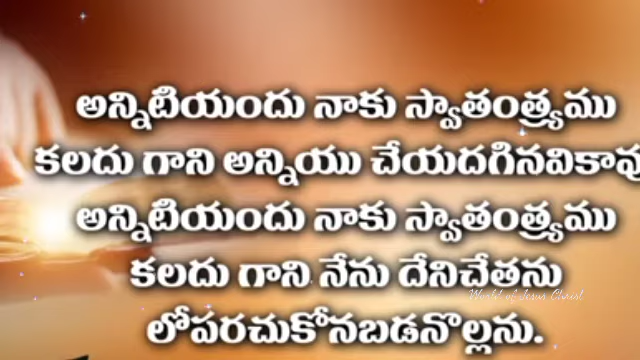 అన్నిటియందు నాకు స్వాతంత్ర్యము
కలదు గాని అన్నియు చేయదగినవికావు
అన్నిటియందు నాకు స్వాతంత్ర్యము
కలదు గాని నేను దేనిచేతను
World of Jesus Christ
లోపరచుకోనబడనొల్లను.